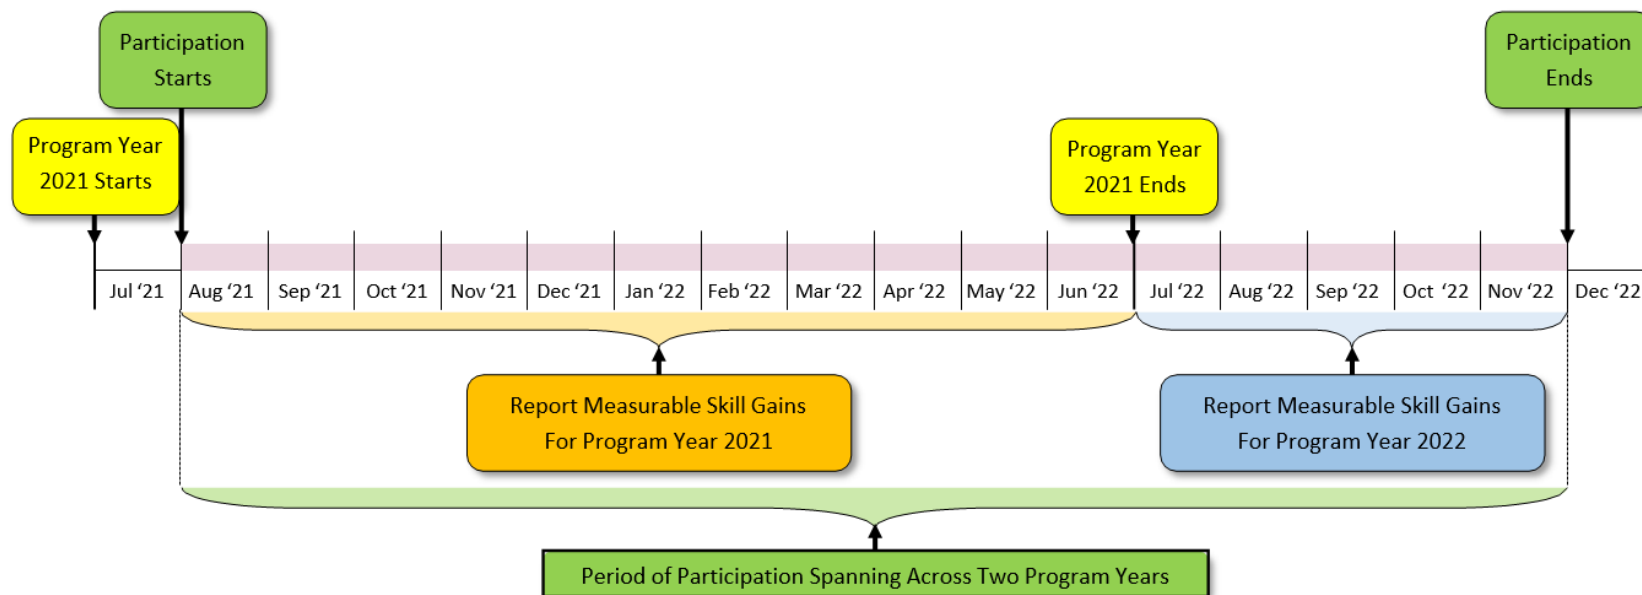 Participation
Starts
Participation
Ends
Program Year
2021 Starts
Program Year
2021 Ends
Jul ‘21 Aug ‘21 Sep ‘21 Oct ‘21 Nov ‘21 Dec ‘21 Jan ‘22 Feb ‘22 Mar ‘22 Apr ‘22 May ‘22 Jun ‘22 Jul ‘22 Aug ‘22 Sep ‘22 Oct ‘22 Nov ‘22 Dec ‘22
Report Measurable Skill Gains
For Program Year 2021
Report Measurable Skill Gains
For Program Year 2022
Period of Participation Spanning Across Two Program Years